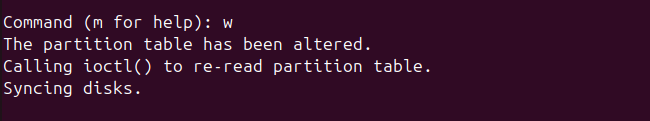 Command (m for help): w
The partition table has been altered.
Calling ioctl() to re-read partition table.
Syncing disks.